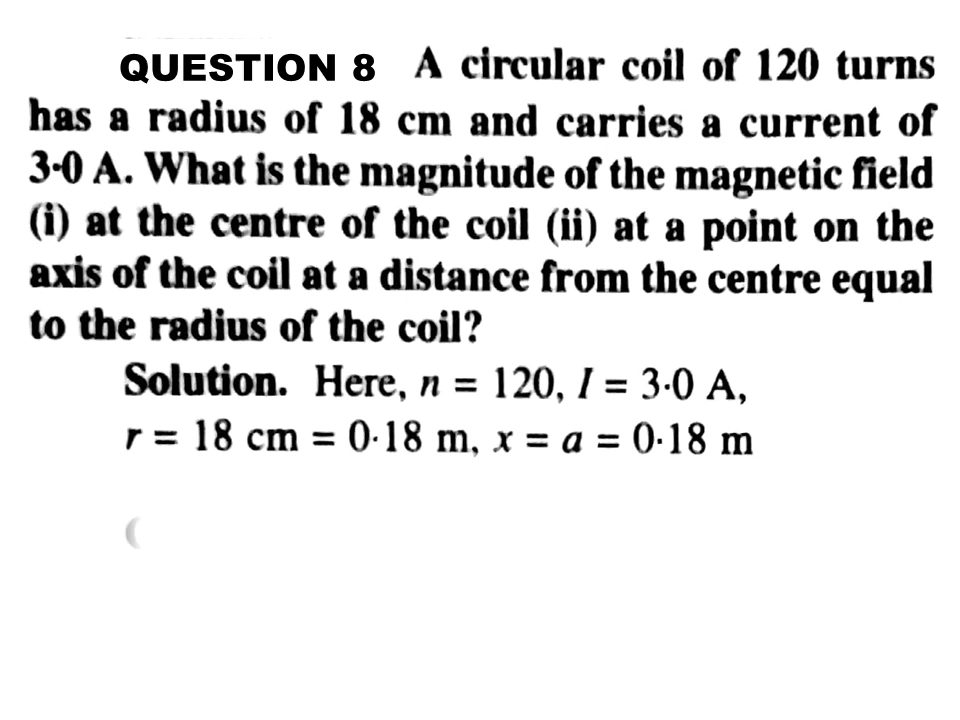 QUESTION 8 A circular coil of 120 turns
has a radius of 18 cm and carries a current of
3·0 A. What is the magnitude of the magnetic field
(i) at the centre of the coil (ii) at a point on the
axis of the coil at a distance from the centre equal
to the radius of the coil?
Solution. Here, n = 120, I = 3·0 A,
r = 18 cm = 0·18 m, x = a = 0·18 m
(